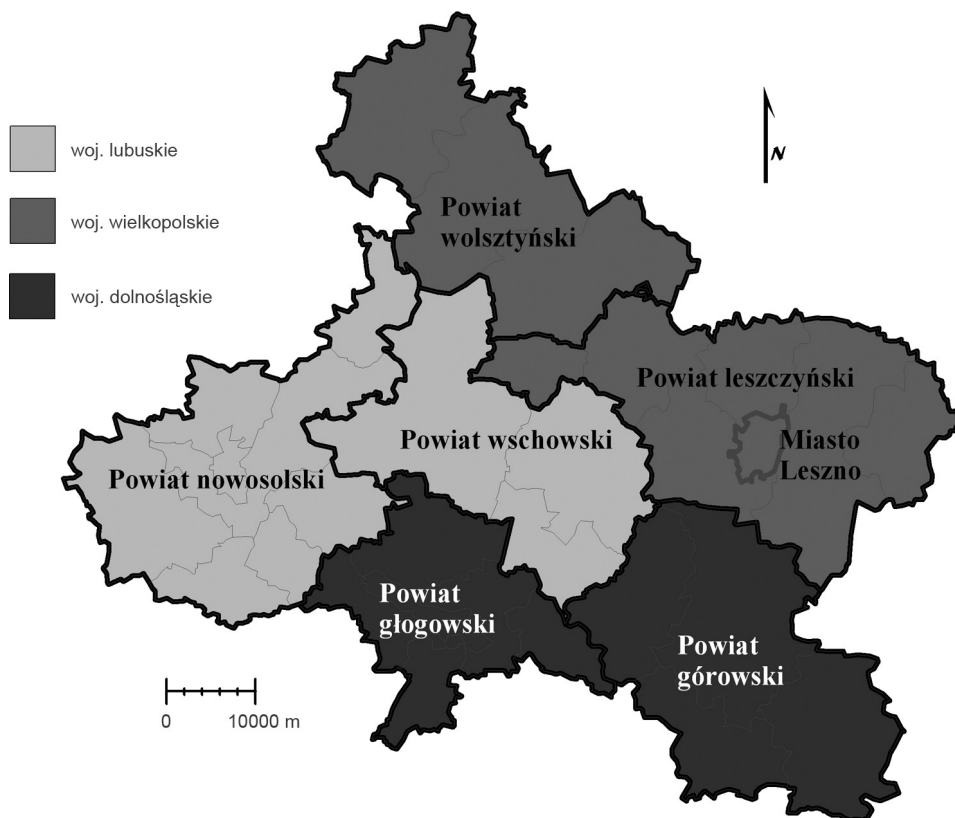 woj. lubuskie
woj. wielkopolskie
woj. dolnośląskie
N
Powiat
wolsztyński
Powiat leszczyński
Miasto
Leszno
Powiat wschowski
Powiat nowosolski
Powiat
głogowski
Powiat
górowski
0 10000 m